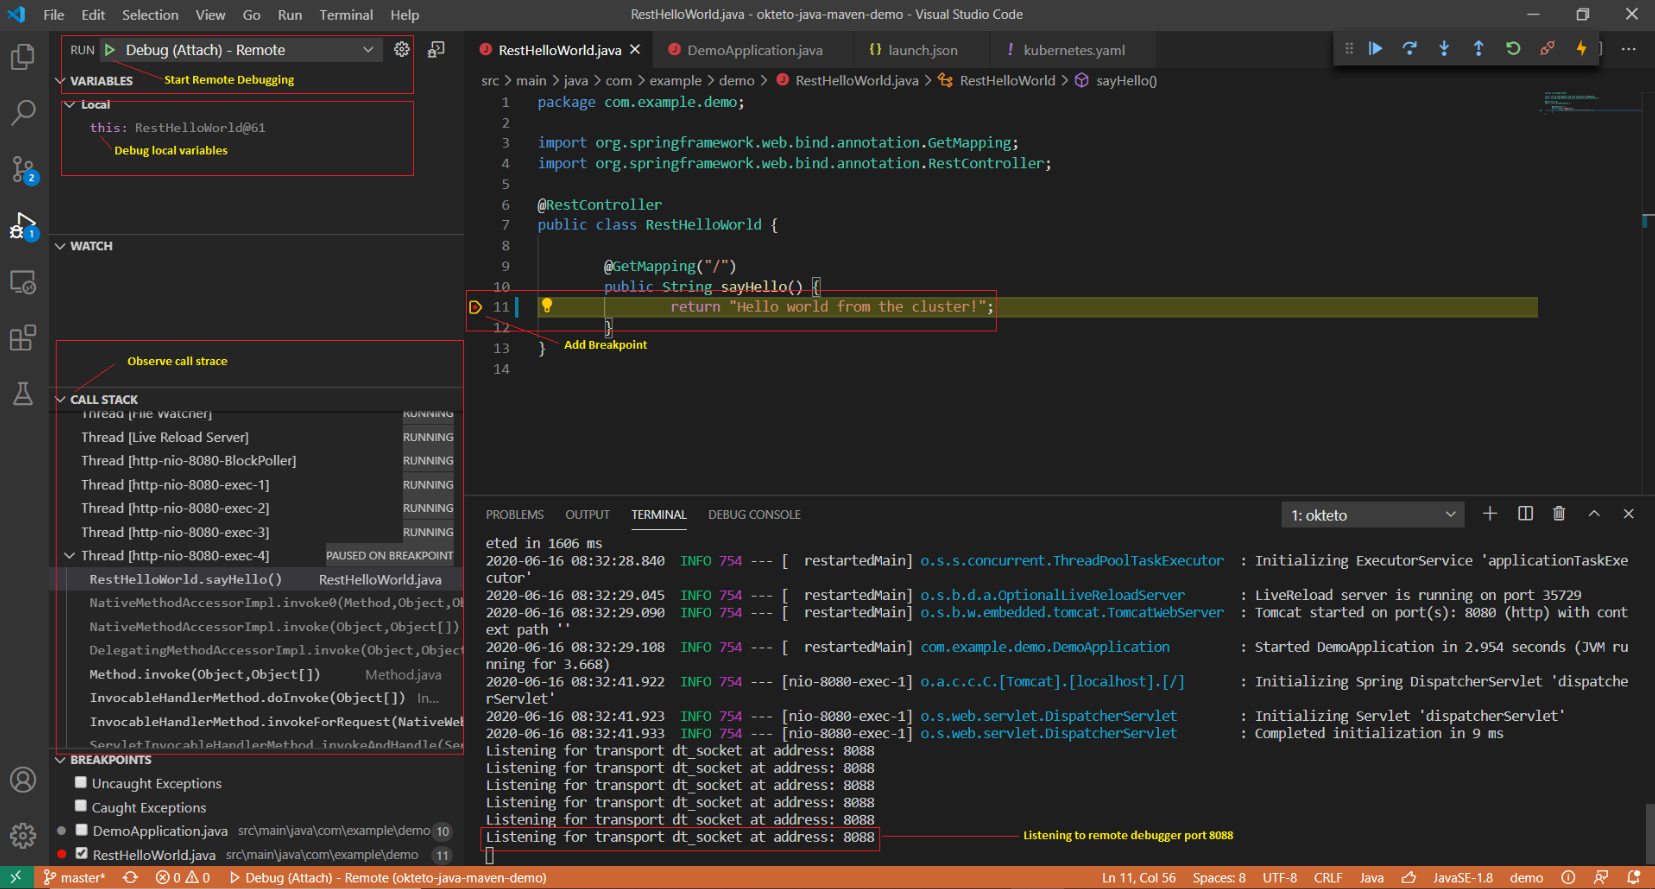 File Edit Selection View Go Run Terminal Help
RestHelloWorld.java - okteto-java-maven-demo - Visual Studio Code
RUN Debug (Attach) - Remote
Start Remote Debugging
VARIABLES
Local
this: RestHelloWorld@61
Debug local variables
2
1
WATCH
Observe call strace
CALL STACK
Thread [File Watcher] RUNNING
Thread [Live Reload Server] RUNNING
Thread [http-nio-8080-BlockPoller] RUNNING
Thread [http-nio-8080-exec-1] RUNNING
Thread [http-nio-8080-exec-2] RUNNING
Thread [http-nio-8080-exec-3] RUNNING
Thread [http-nio-8080-exec-4] PAUSED ON BREAKPOINT
RestHelloWorld.sayHello() RestHelloWorld.java
NativeMethodAccessorImpl.invoke0(Method,Object,Ob
NativeMethodAccessorImpl.invoke(Object,Object[])
DelegatingMethodAccessorImpl.invoke(Object,Object
Method.invoke(Object,Object[]) Method.java
InvocableHandlerMethod.doInvoke(Object[]) In...
InvocableHandlerMethod.invokeForRequest(NativeWeb
ServletInvocableHandlerMethod.invokeAndHandle(Ser
BREAKPOINTS
Uncaught Exceptions
Caught Exceptions
DemoApplication.java src\main\java\com\example\demo 10
RestHelloWorld.java src\main\java\com\example\demo 11
RestHelloWorld.java DemoApplication.java {} launch.json ! kubernetes.yaml
src > main > java > com > example > demo > RestHelloWorld.java > RestHelloWorld > sayHello()
1 package com.example.demo;
2
3 import org.springframework.web.bind.annotation.GetMapping;
4 import org.springframework.web.bind.annotation.RestController;
5
6 @RestController
7 public class RestHelloWorld {
8
9 @GetMapping("/")
10 public String sayHello() {
11 return "Hello world from the cluster!";
12 }
13 }
14
Add Breakpoint
PROBLEMS OUTPUT TERMINAL DEBUG CONSOLE 1: okteto
eted in 1606 ms
2020-06-16 08:32:28.840 INFO 754 --- [ restartedMain] o.s.s.concurrent.ThreadPoolTaskExecutor : Initializing ExecutorService 'applicationTaskExe
cutor'
2020-06-16 08:32:29.045 INFO 754 --- [ restartedMain] o.s.b.d.a.OptionalLiveReloadServer : LiveReload server is running on port 35729
2020-06-16 08:32:29.090 INFO 754 --- [ restartedMain] o.s.b.w.embedded.tomcat.TomcatWebServer : Tomcat started on port(s): 8080 (http) with cont
ext path ''
2020-06-16 08:32:29.108 INFO 754 --- [ restartedMain] com.example.demo.DemoApplication : Started DemoApplication in 2.954 seconds (JVM ru
nning for 3.668)
2020-06-16 08:32:41.922 INFO 754 --- [nio-8080-exec-1] o.a.c.c.C.[Tomcat].[localhost].[/] : Initializing Spring DispatcherServlet 'dispatche
rServlet'
2020-06-16 08:32:41.923 INFO 754 --- [nio-8080-exec-1] o.s.web.servlet.DispatcherServlet : Initializing Servlet 'dispatcherServlet'
2020-06-16 08:32:41.933 INFO 754 --- [nio-8080-exec-1] o.s.web.servlet.DispatcherServlet : Completed initialization in 9 ms
Listening for transport dt_socket at address: 8088
Listening for transport dt_socket at address: 8088
Listening for transport dt_socket at address: 8088
Listening for transport dt_socket at address: 8088
Listening for transport dt_socket at address: 8088
Listening for transport dt_socket at address: 8088
Listening to remote debugger port 8088
master* 0 0 Debug (Attach) - Remote (okteto-java-maven-demo) Ln 11, Col 56 Spaces: 8 UTF-8 CRLF Java JavaSE-1.8 demo